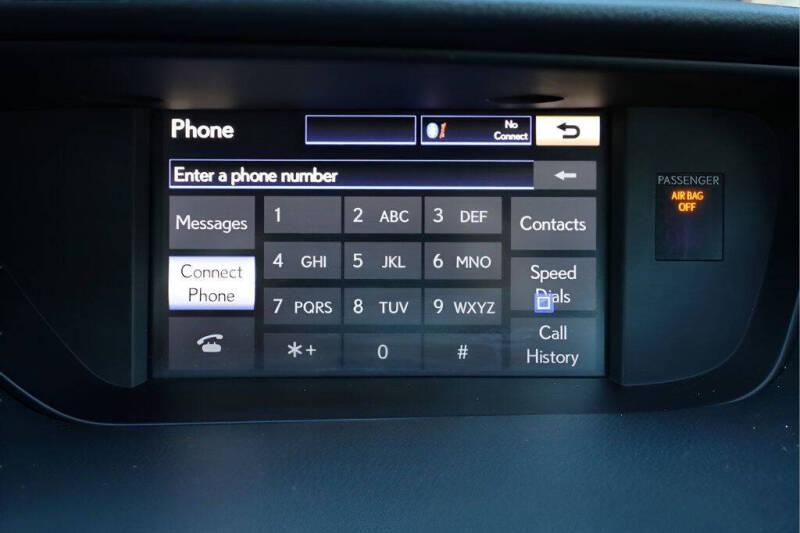 Phone
No
Connect
Enter a phone number
Messages
1
2 ABC
3 DEF
Contacts
Connect
Phone
4 GHI
5 JKL
6 MNO
Speed
Dials
7 PQRS
8 TUV
9 WXYZ
*+
0
#
Call
History
PASSENGER
AIR BAG
OFF